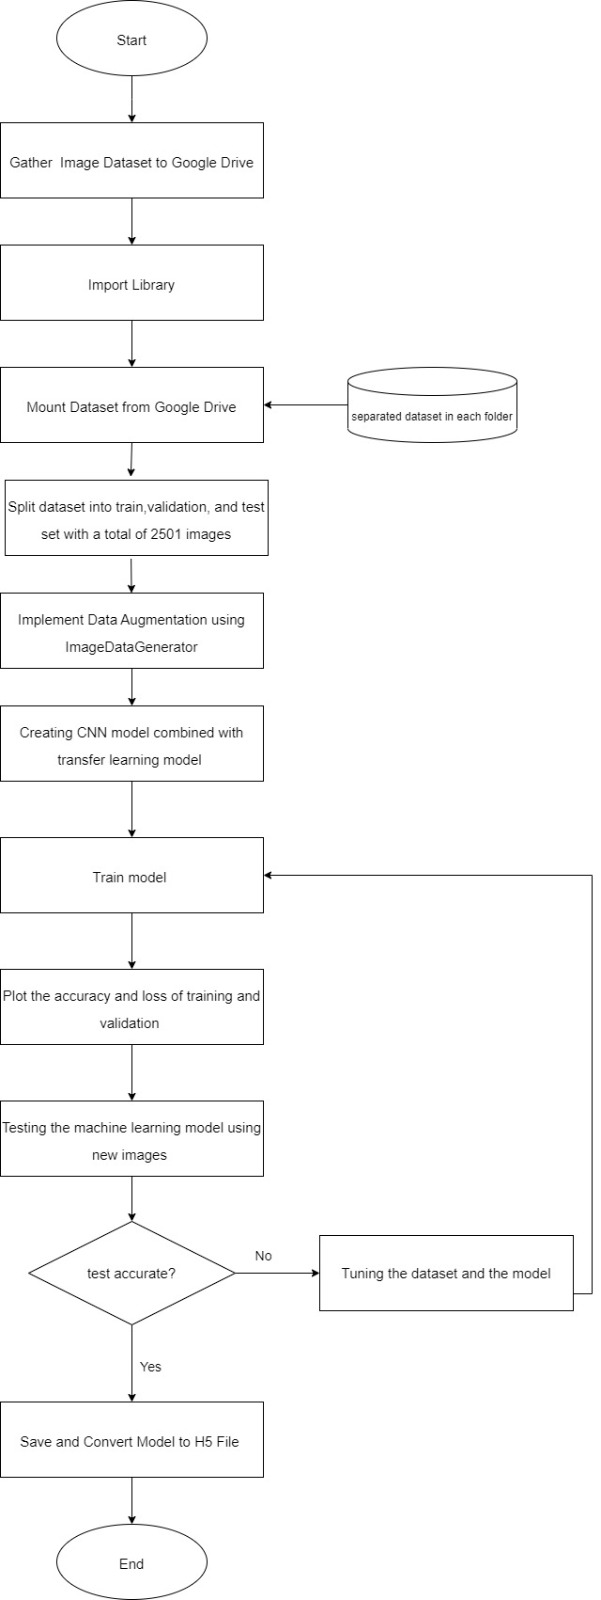 Start
Gather  Image Dataset to Google Drive
Import Library
Mount Dataset from Google Drive
separated dataset in each folder
Split dataset into train,validation, and test
set with a total of 2501 images
Implement Data Augmentation using
ImageDataGenerator
Creating CNN model combined with
transfer learning model
Train model
Plot the accuracy and loss of training and
validation
Testing the machine learning model using
new images
test accurate?
No
Tuning the dataset and the model
Yes
Save and Convert Model to H5 File
End